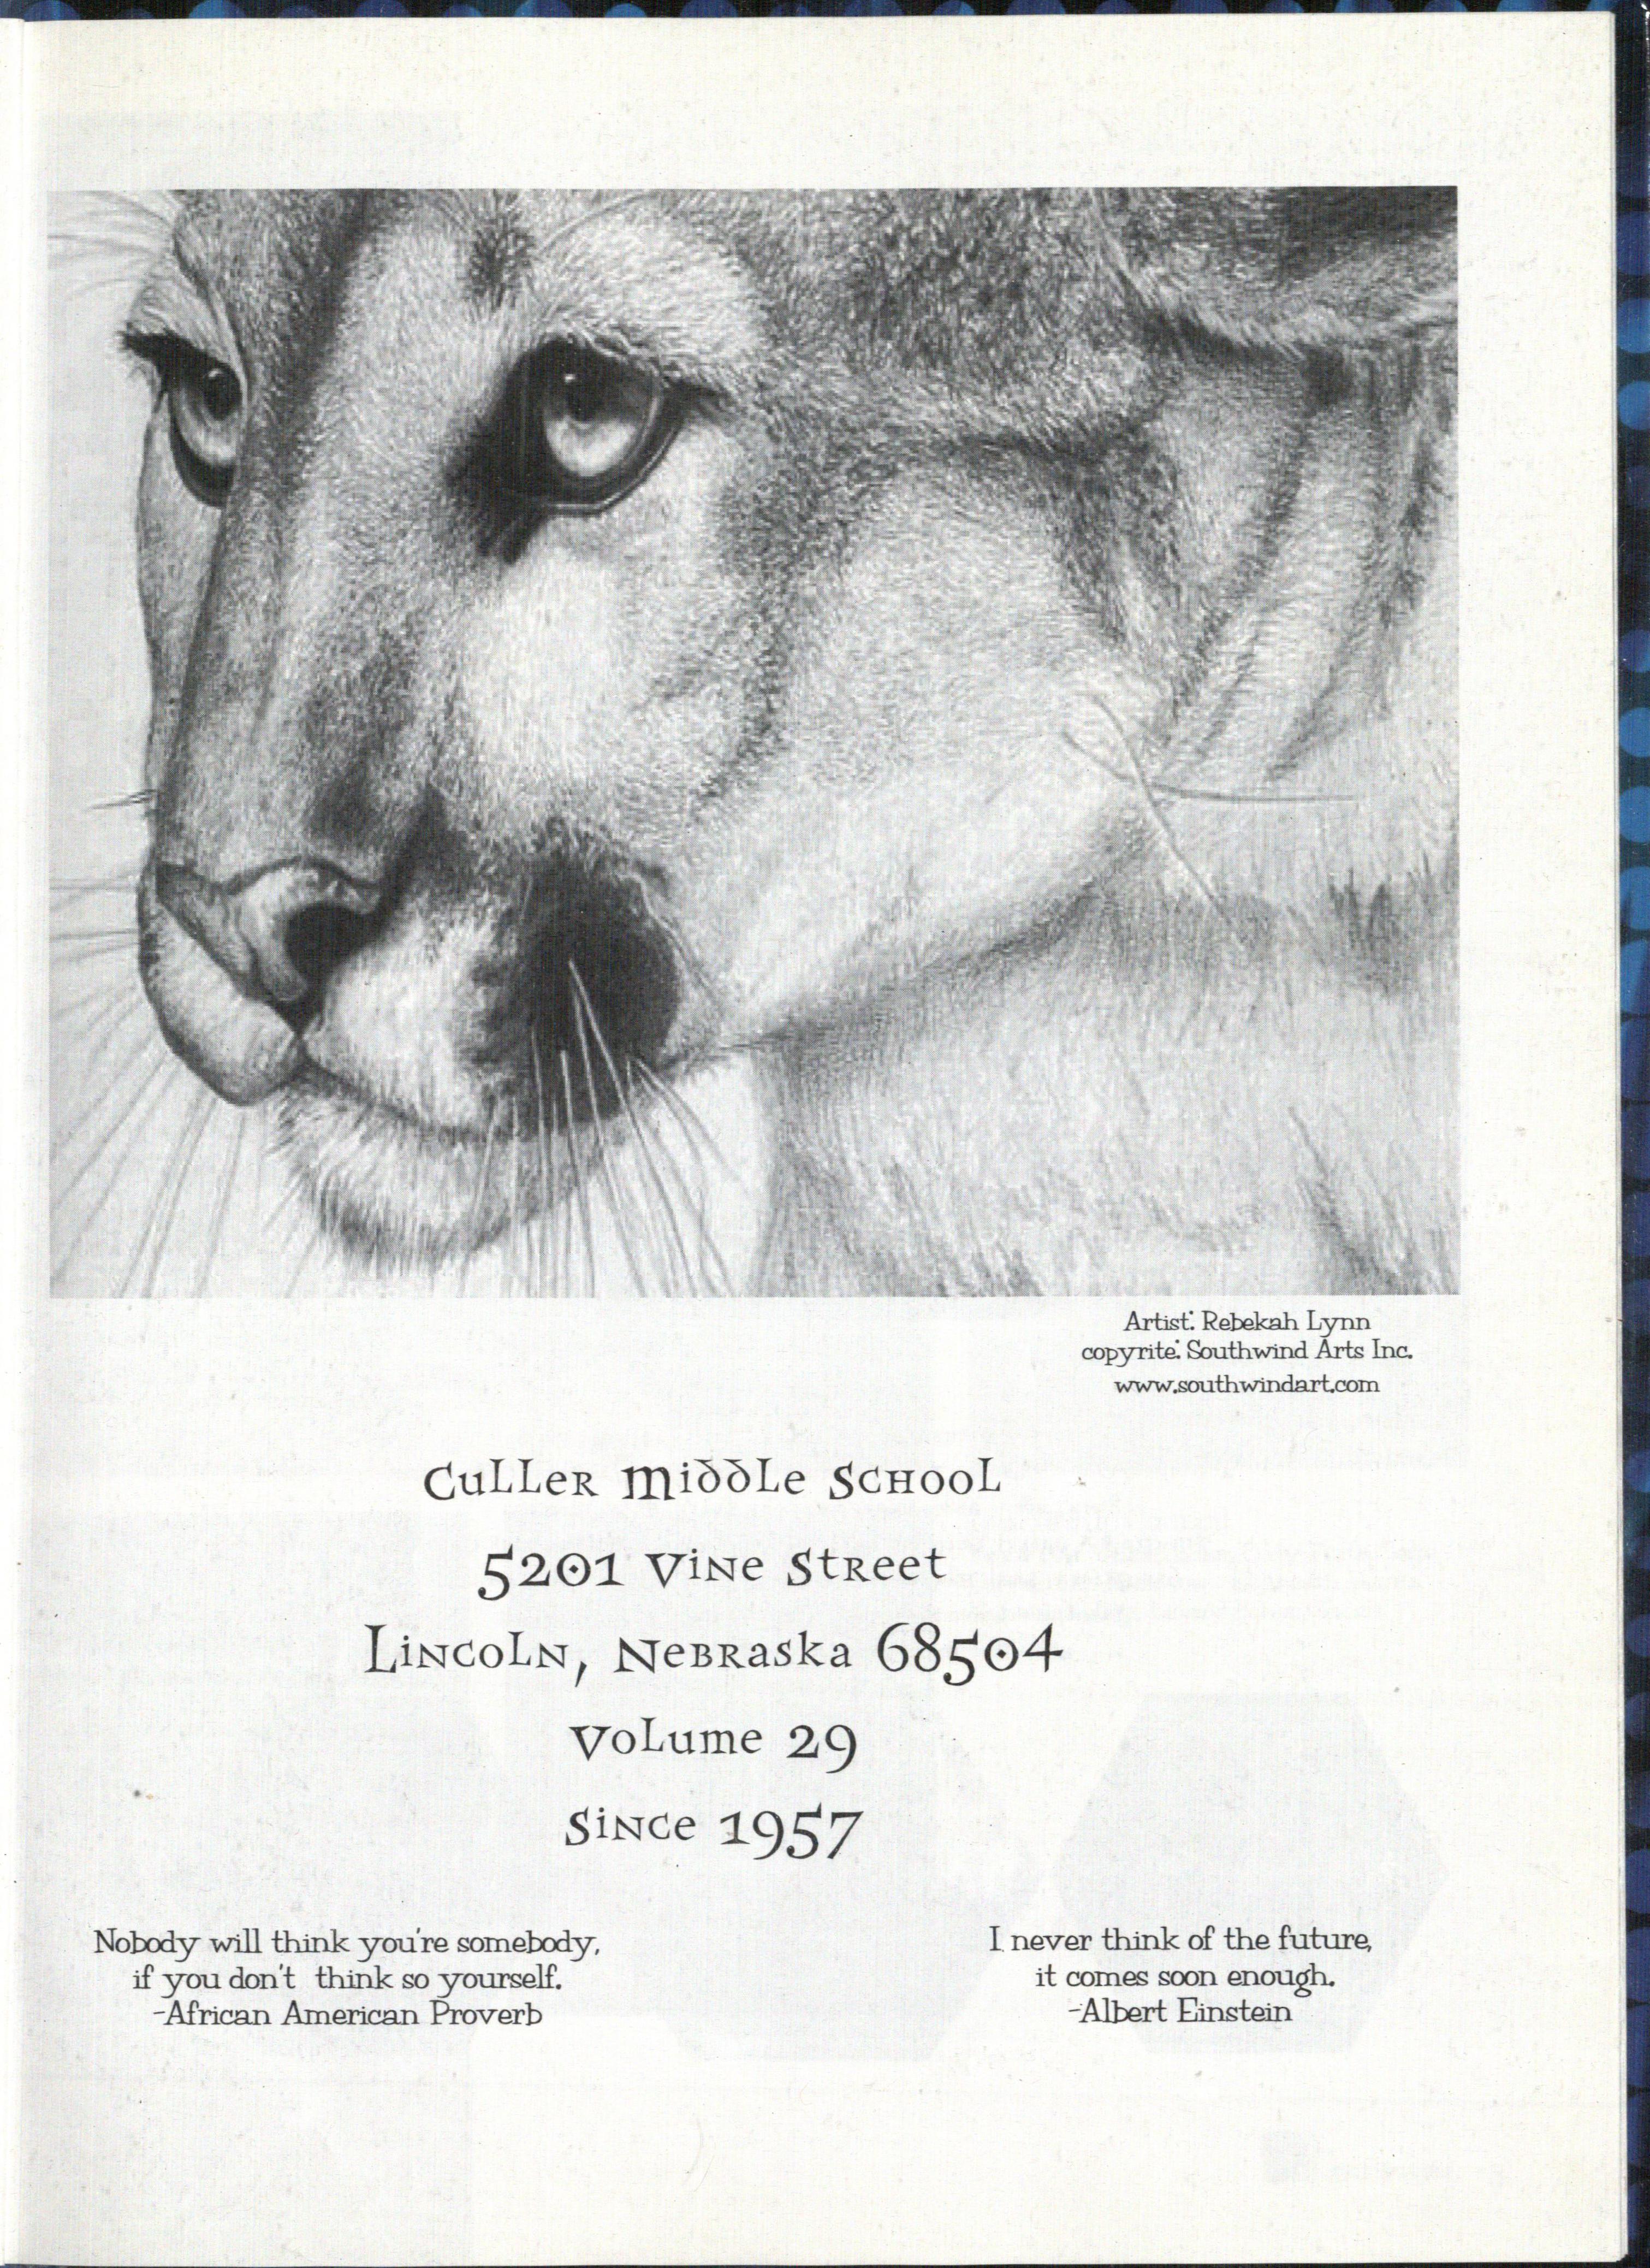 Artist: Rebekah Lynn
copyrite: Southwind Arts Inc.
www.southwindart.com
Culler Middle School
5201 Vine Street
Lincoln, Nebraska 68504
Volume 29
Since 1957
Nobody will think you're somebody,
if you don't think so yourself.
-African American Proverb
I never think of the future,
it comes soon enough.
-Albert Einstein